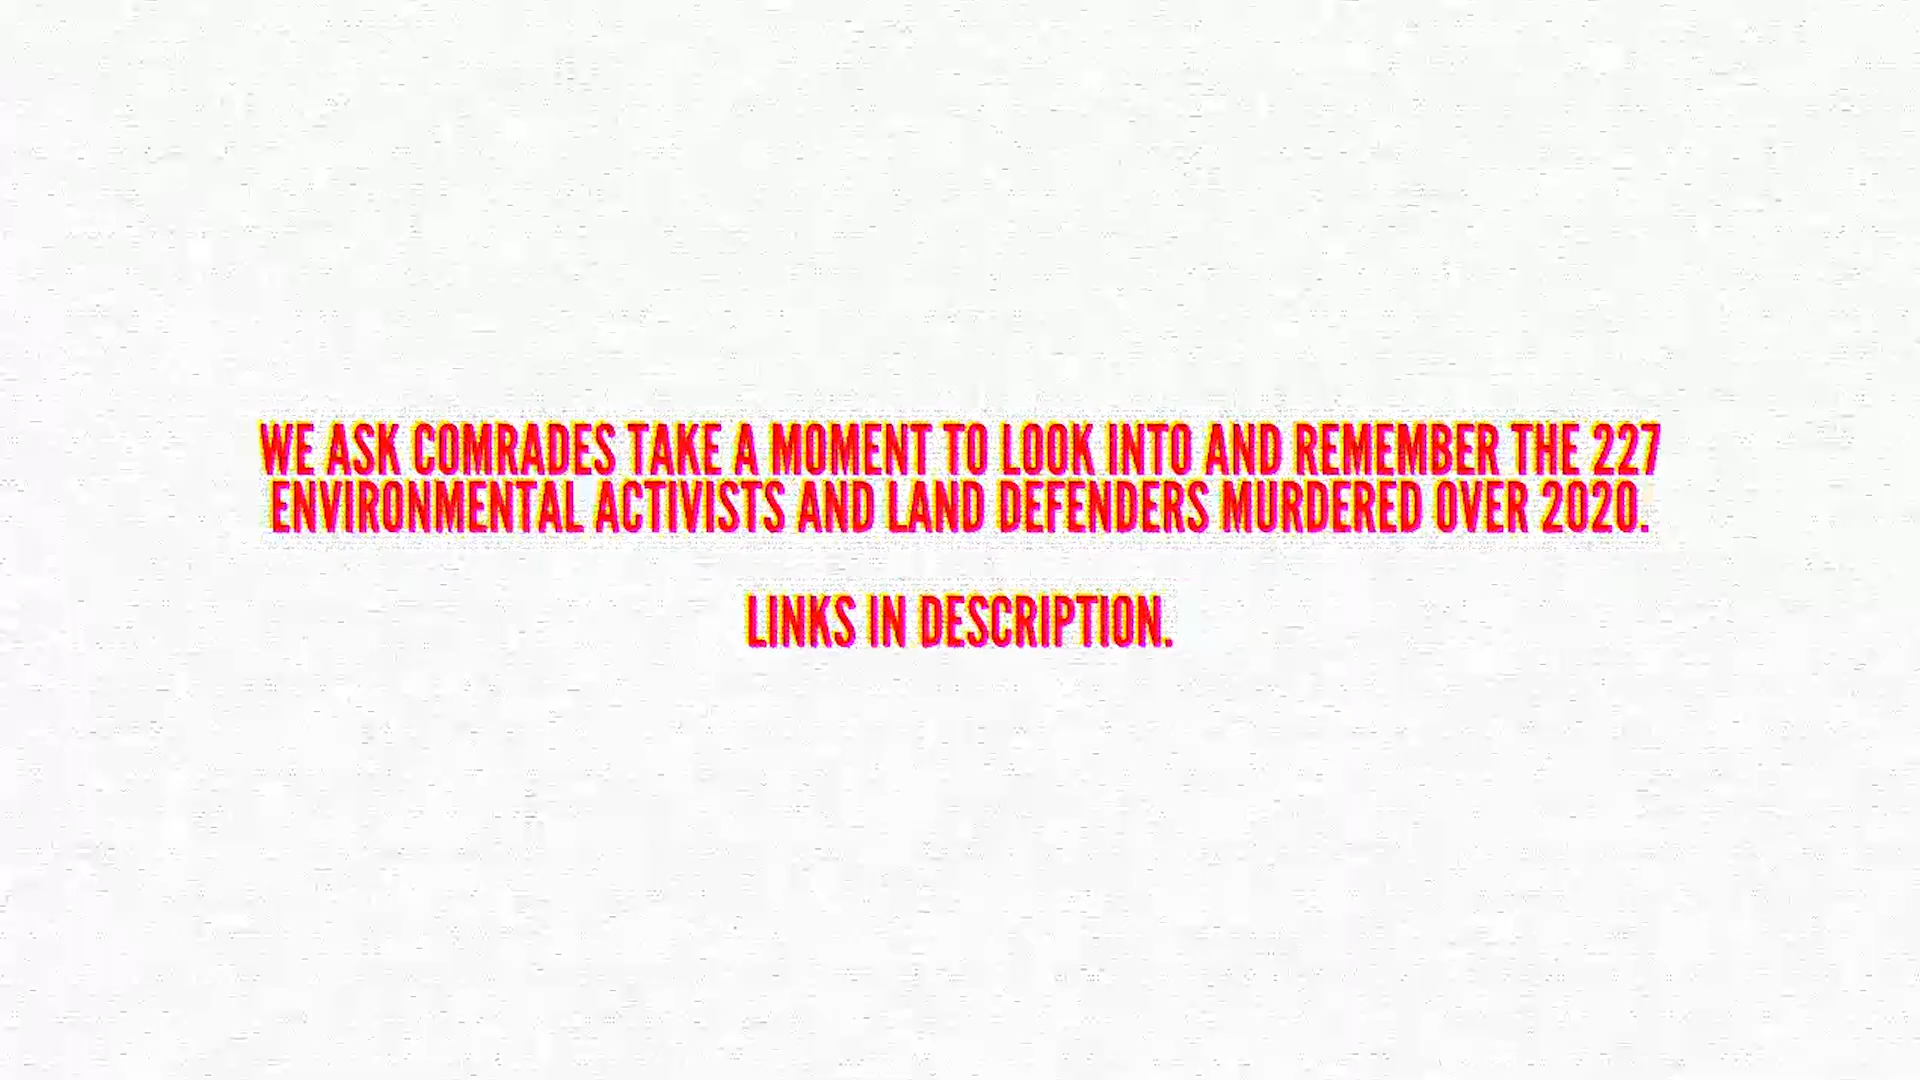 WE ASK COMRADES TAKE A MOMENT TO LOOK INTO AND REMEMBER THE 227
ENVIRONMENTAL ACTIVISTS AND LAND DEFENDERS MURDERED OVER 2020.
LINKS IN DESCRIPTION.